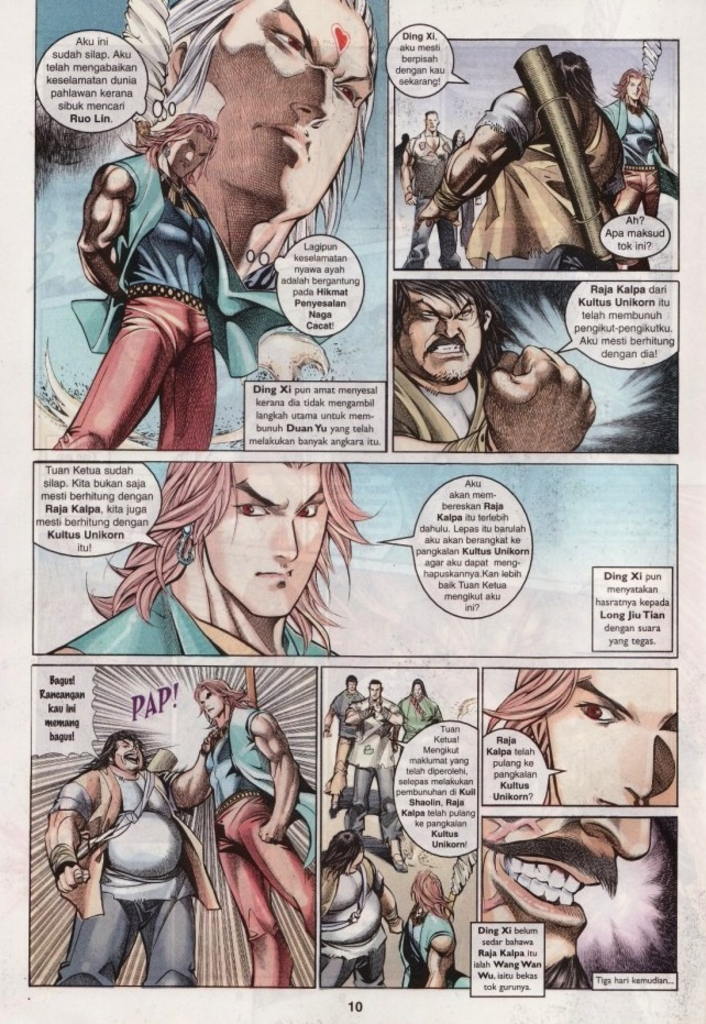 Aku ini
sudah silap. Aku
telah mengabaikan
keselamatan dunia
pahlawan kerana
sibuk mencari
Ruo Lin.
Lagipun
keselamatan
nyawa ayah
adalah bergantung
pada Hikmat
Penyesalan
Naga
Cacat!
Ding Xi pun amat menyesal
kerana dia tidak mengambil
langkah utama untuk mem-
bunuh Duan Yu yang telah
melakukan banyak angkara itu.
Ding Xi,
aku mesti
berpisah
dengan kau
sekarang!
Ah?
Apa maksud
tok ini?
Raja Kalpa dari
Kultus Unikorn itu
telah membunuh
pengikut-pengikutku.
Aku mesti berhitung
dengan dia!
Tuan Ketua sudah
silap. Kita bukan saja
mesti berhitung dengan
Raja Kalpa, kita juga
mesti berhitung dengan
Kultus Unikorn
itu!
Aku
akan mem-
bereskan Raja
Kalpa itu terlebih
dahulu. Lepas itu barulah
aku akan berangkat ke
pangkalan Kultus Unikorn
agar aku dapat meng-
hapuskannya.Kan lebih
baik Tuan Ketua
mengikut aku
ini?
Ding Xi pun
menyatakan
hasratnya kepada
Long Jiu Tian
dengan suara
yang tegas.
Bagus!
Rancangan
kau ini
memang
bagus!
PAP!
Tuan
Ketua!
Mengikut
maklumat yang
telah diperolehi,
selepas melakukan
pembunuhan di Kuil
Shaolin, Raja
Kalpa telah pulang
ke pangkalan
Kultus
Unikorn!
Raja
Kalpa telah
pulang ke
pangkalan
Kultus
Unikorn?
Ding Xi belum
sedar bahawa
Raja Kalpa itu
ialah Wang Wan
Wu, iaitu bekas
tok gurunya.
Tiga hari kemudian...
10